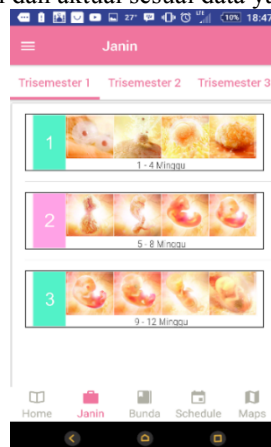 dan aktual sesuai data ya
27°
10% 18:47
Janin
Trisemester 1 Trisemester 2 Trisemester 3
1
1 - 4 Minggu
2
5 - 8 Minggu
3
9 - 12 Minggu
Home Janin Bunda Schedule Maps